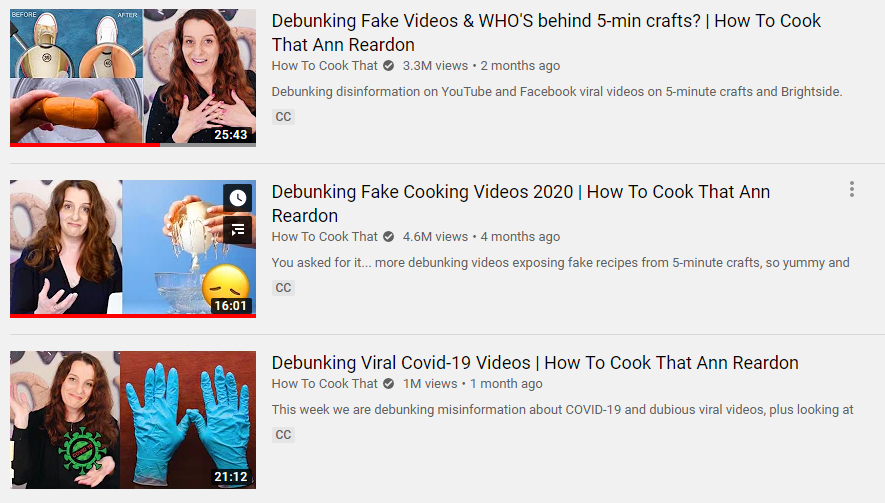 BEFORE AFTER
25:43
Debunking Fake Videos & WHO'S behind 5-min crafts? | How To Cook
That Ann Reardon
How To Cook That 3.3M views • 2 months ago
Debunking disinformation on YouTube and Facebook viral videos on 5-minute crafts and Brightside.
CC
16:01
Debunking Fake Cooking Videos 2020 | How To Cook That Ann
Reardon
How To Cook That 4.6M views • 4 months ago
You asked for it... more debunking videos exposing fake recipes from 5-minute crafts, so yummy and
CC
21:12
Debunking Viral Covid-19 Videos | How To Cook That Ann Reardon
How To Cook That 1M views • 1 month ago
This week we are debunking misinformation about COVID-19 and dubious viral videos, plus looking at
CC